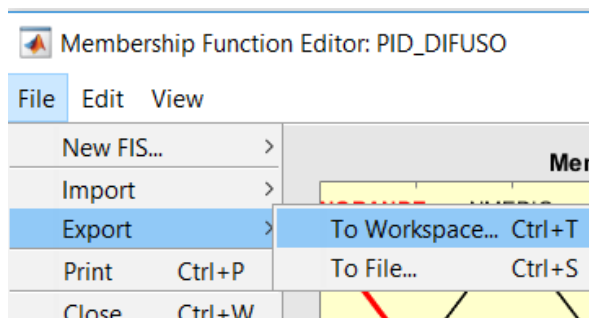 Membership Function Editor: PID_DIFUSO
File Edit View
New FIS... >
Import >
Export >
To Workspace... Ctrl+T
Print Ctrl+P
To File... Ctrl+S
Close Ctrl+W
Mer